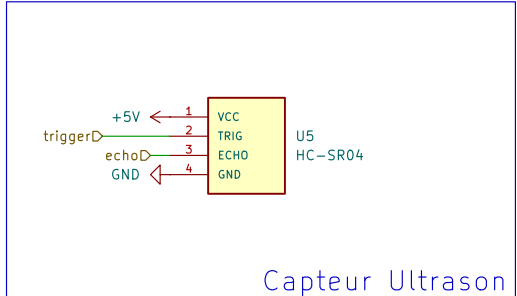 +5V 1 VCC
trigger 2 TRIG U5
echo 3 ECHO HC-SR04
GND 4 GND
Capteur Ultrason